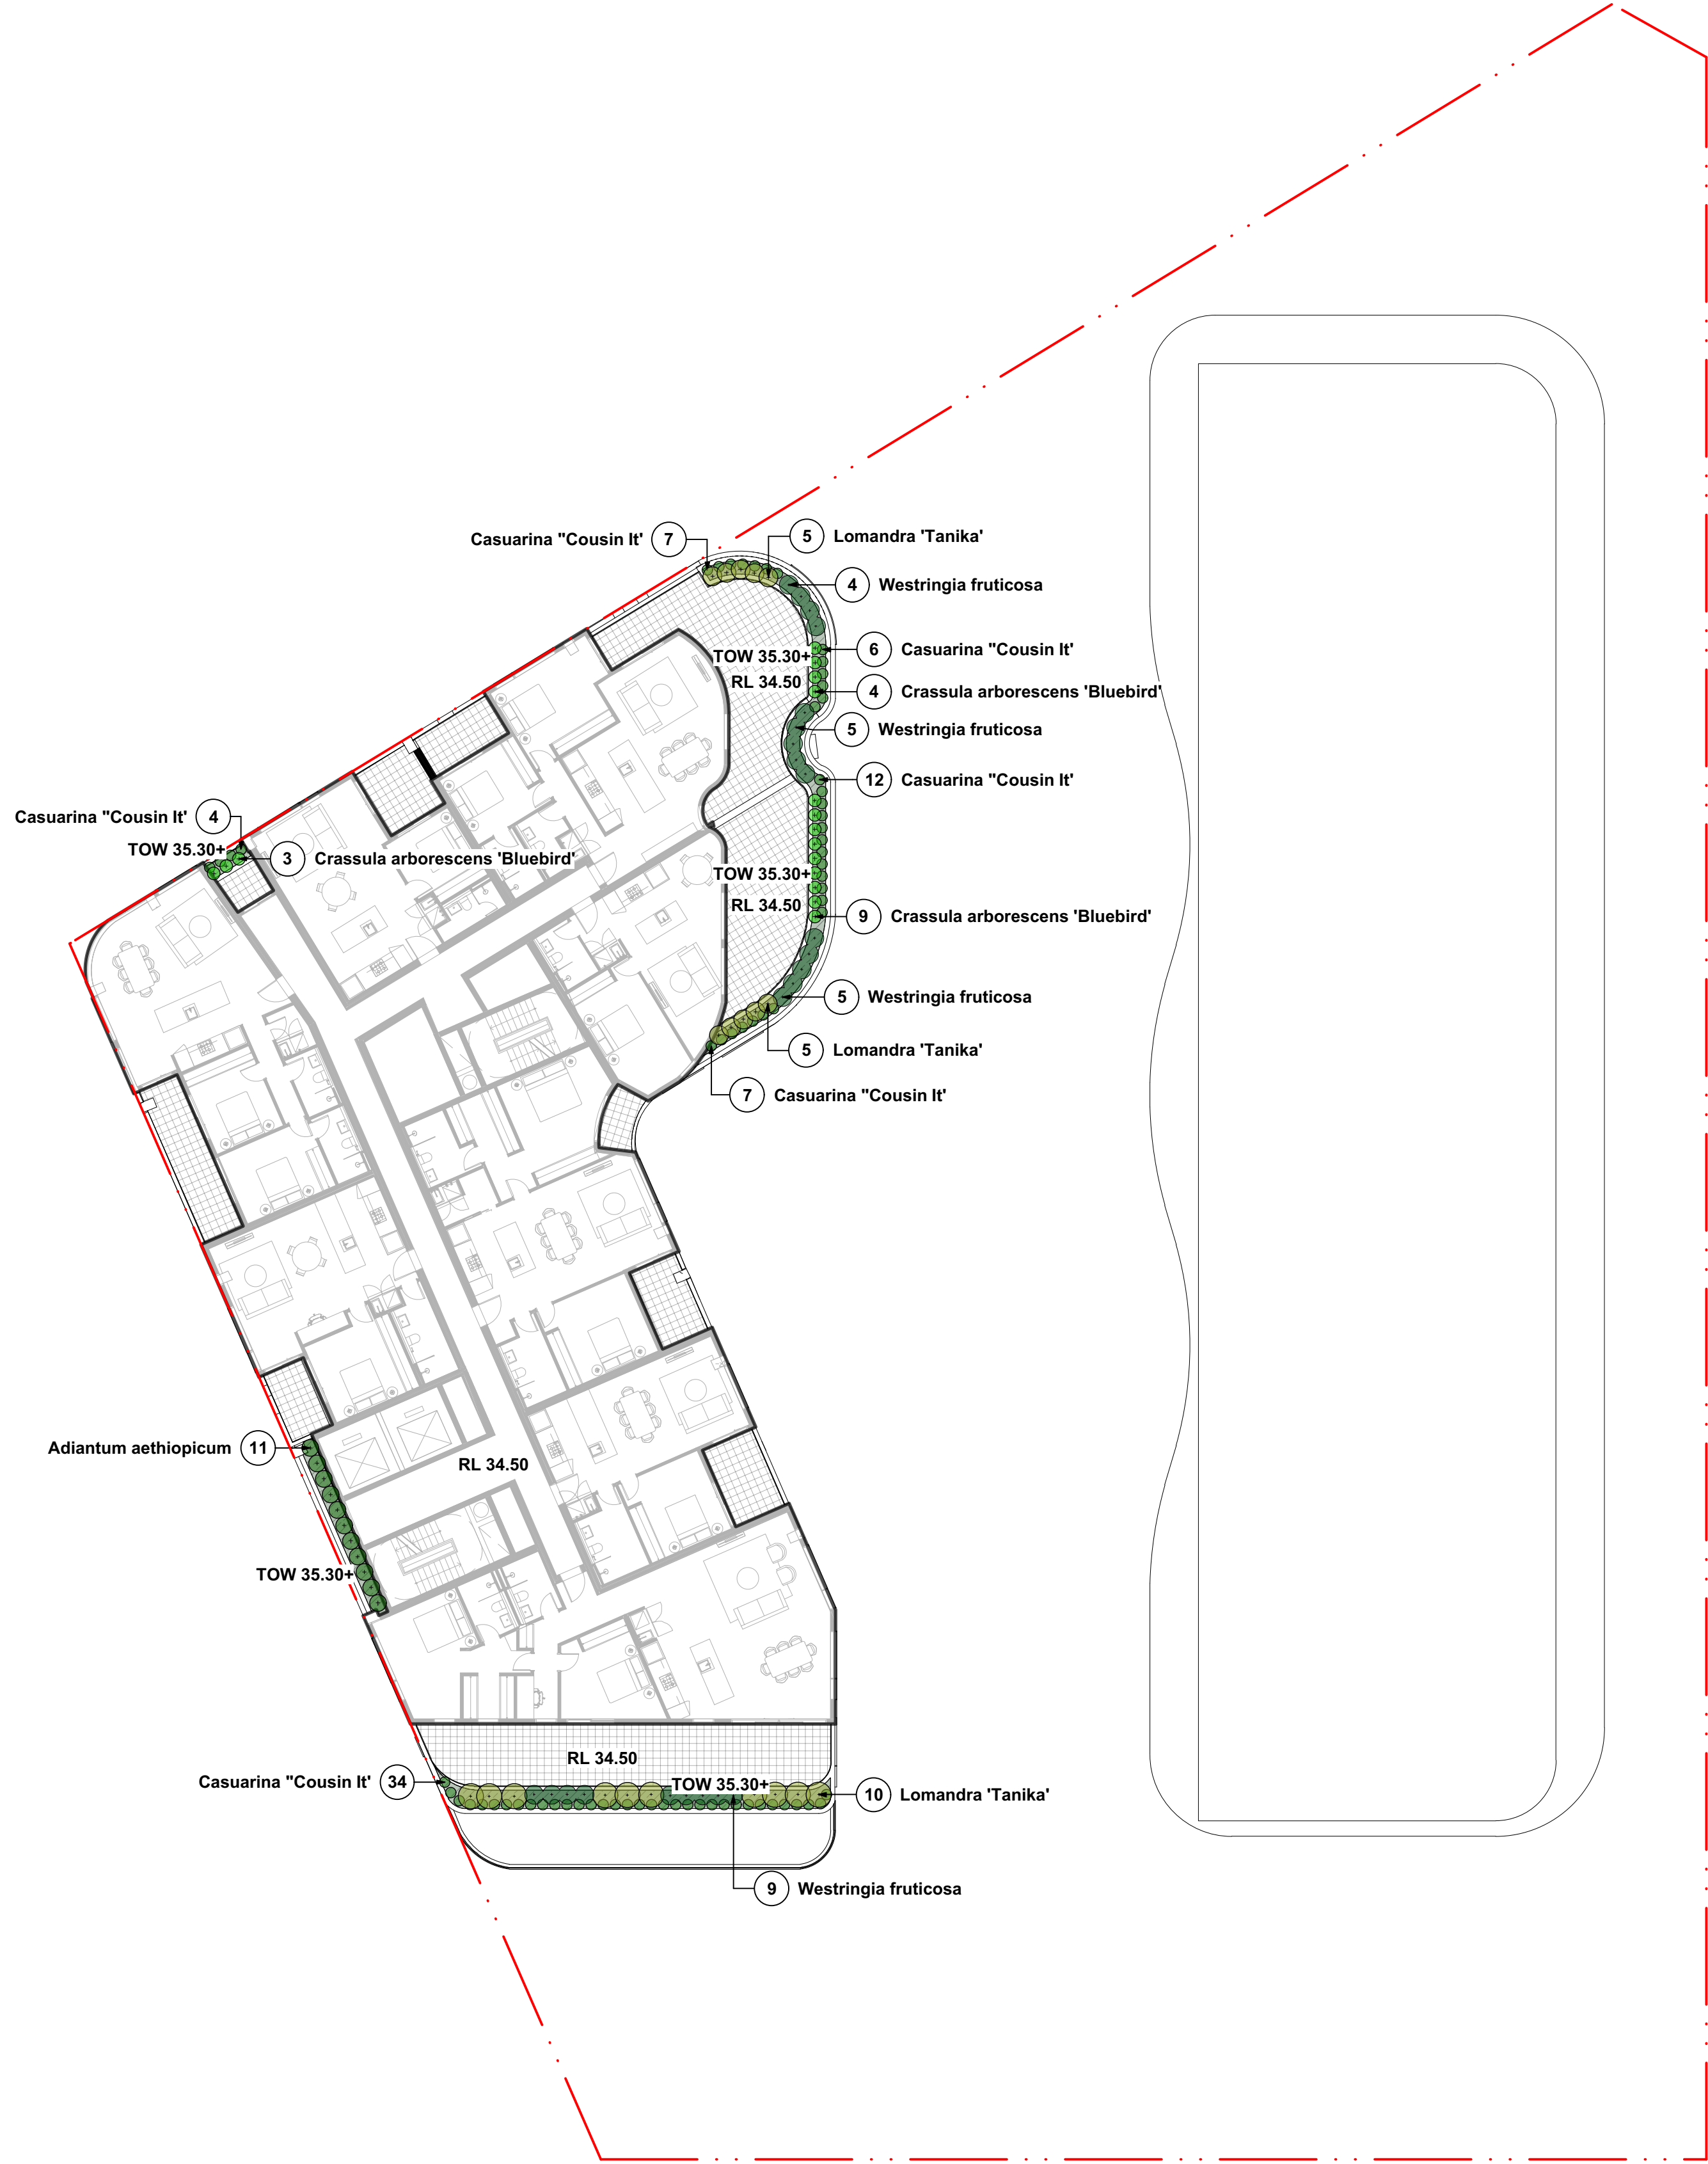 Casuarina "Cousin It' 7
5 Lomandra 'Tanika'
4 Westringia fruticosa
6 Casuarina "Cousin It'
TOW 35.30+
RL 34.50
4 Crassula arborescens 'Bluebird'
5 Westringia fruticosa
12 Casuarina "Cousin It'
Casuarina "Cousin It' 4
TOW 35.30+
3 Crassula arborescens 'Bluebird'
TOW 35.30+
RL 34.50
9 Crassula arborescens 'Bluebird'
5 Westringia fruticosa
5 Lomandra 'Tanika'
7 Casuarina "Cousin It'
Adiantum aethiopicum 11
RL 34.50
TOW 35.30+
RL 34.50
Casuarina "Cousin It' 34
TOW 35.30+
10 Lomandra 'Tanika'
9 Westringia fruticosa